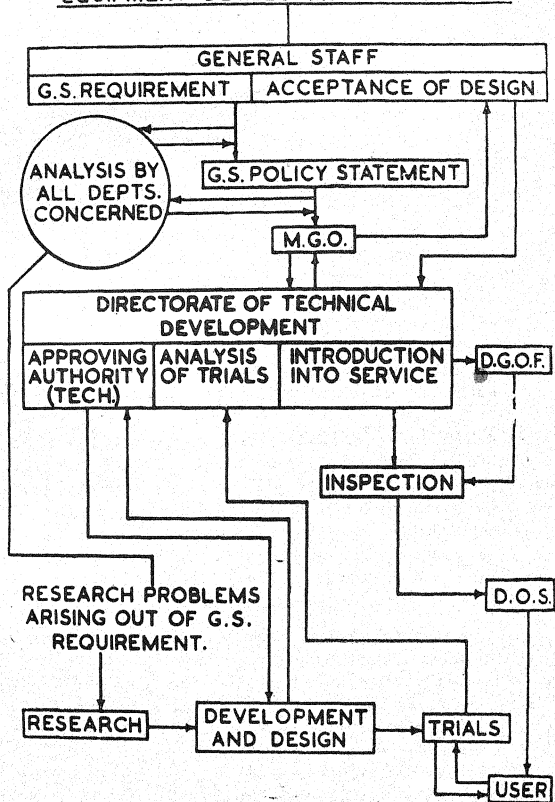 GENERAL STAFF
G.S. REQUIREMENT
ACCEPTANCE OF DESIGN
ANALYSIS BY
ALL DEPTS.
CONCERNED
G.S. POLICY STATEMENT
M.G.O.
DIRECTORATE OF TECHNICAL
DEVELOPMENT
APPROVING
AUTHORITY
(TECH.)
ANALYSIS
OF TRIALS
INTRODUCTION
INTO SERVICE
D.G.O.F.
INSPECTION
D.O.S.
RESEARCH PROBLEMS
ARISING OUT OF G.S.
REQUIREMENT.
RESEARCH
DEVELOPMENT
AND DESIGN
TRIALS
USER